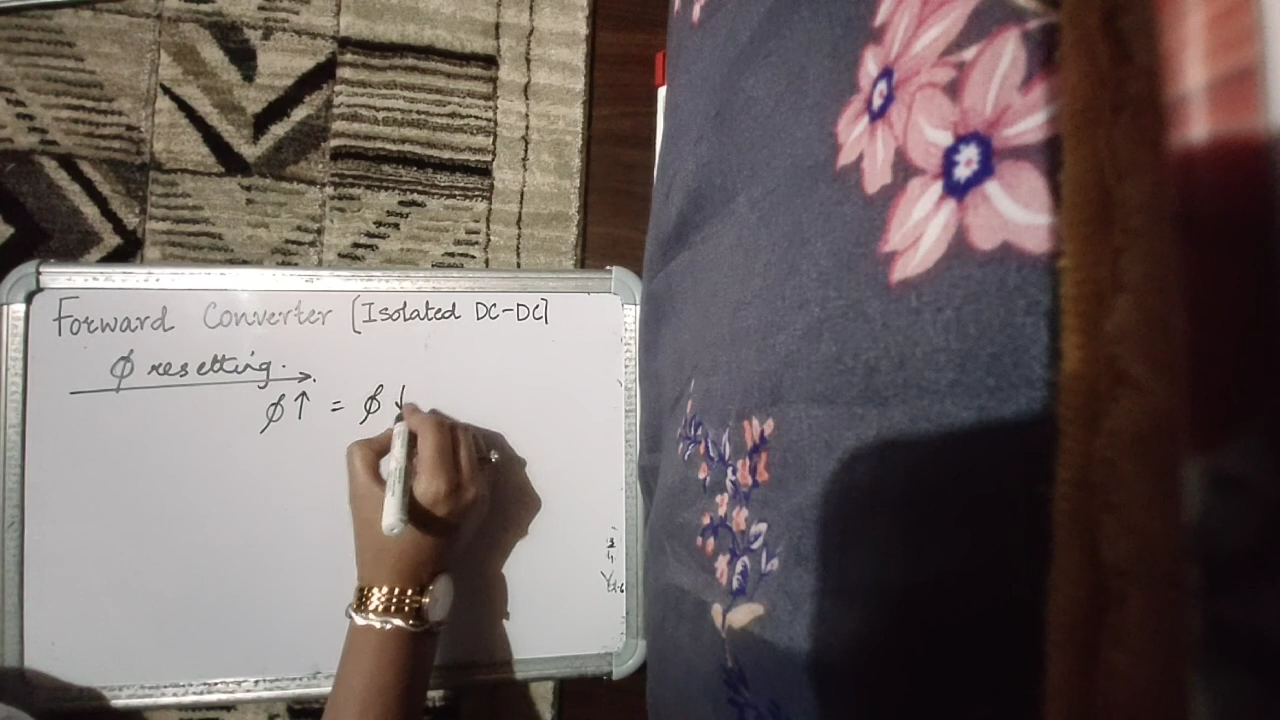 Forward Converter [Isolated DC-DC]
φ resetting.
φ↑ = φ↓